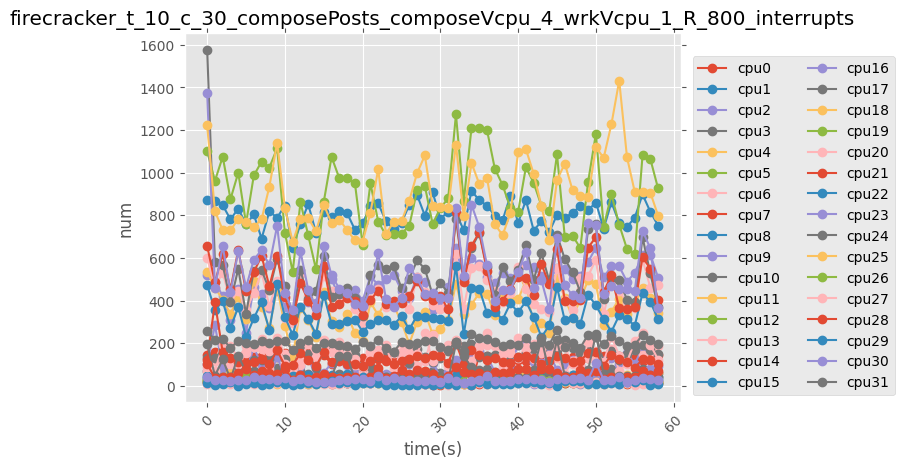 firecracker_t_10_c_30_composePosts_composeVcpu_4_wrkVcpu_1_R_800_interrupts
num
1600
1400
1200
1000
800
600
400
200
0
0
10
20
30
40
50
60
time(s)
cpu0
cpu1
cpu2
cpu3
cpu4
cpu5
cpu6
cpu7
cpu8
cpu9
cpu10
cpu11
cpu12
cpu13
cpu14
cpu15
cpu16
cpu17
cpu18
cpu19
cpu20
cpu21
cpu22
cpu23
cpu24
cpu25
cpu26
cpu27
cpu28
cpu29
cpu30
cpu31